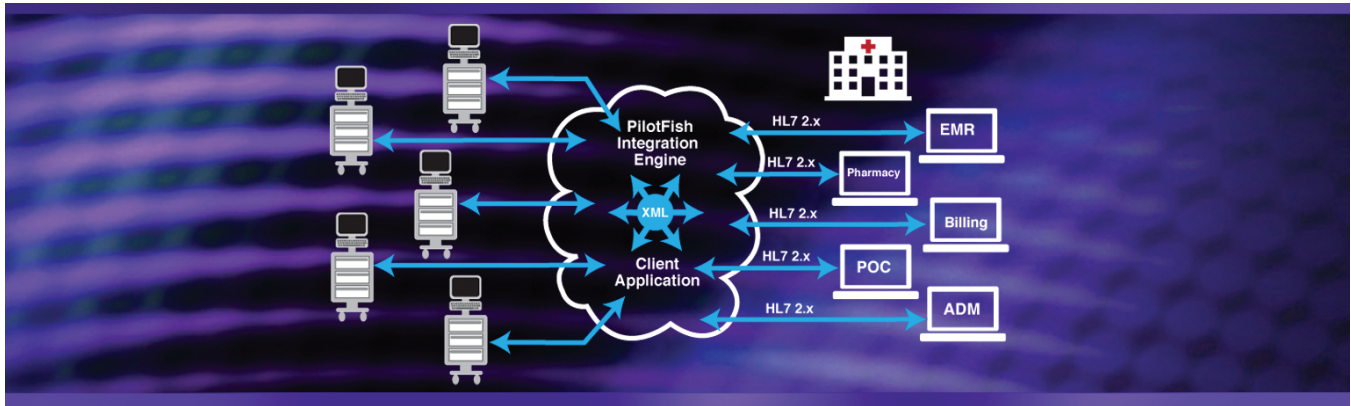 PilotFish
Integration
Engine
XML
Client
Application
HL7 2.x
EMR
HL7 2.x
Pharmacy
HL7 2.x
Billing
HL7 2.x
POC
HL7 2.x
ADM